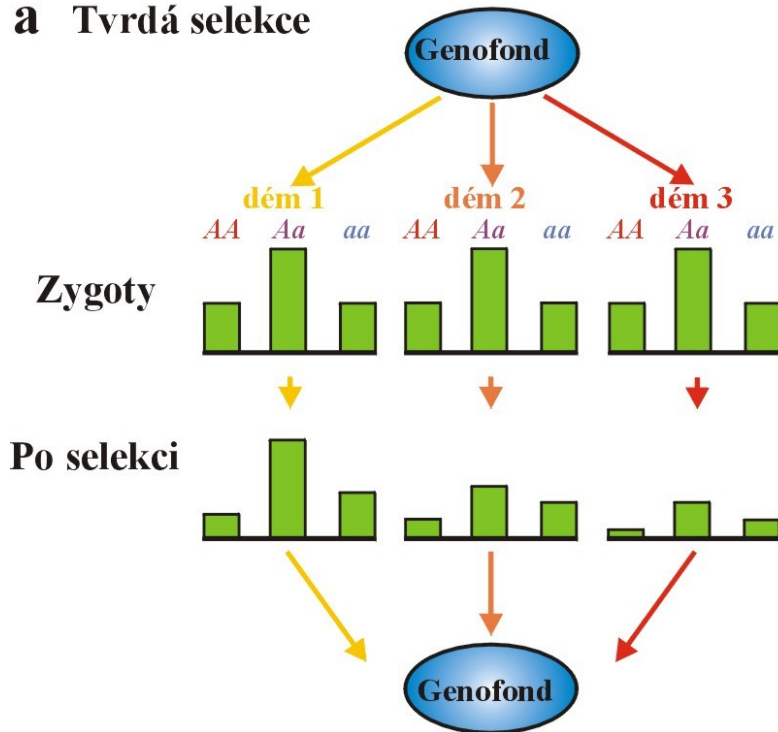 a Tvrdá selekce
Genofond
dém 1 dém 2 dém 3
AA Aa aa AA Aa aa AA Aa aa
Zygoty
Po selekci
Genofond